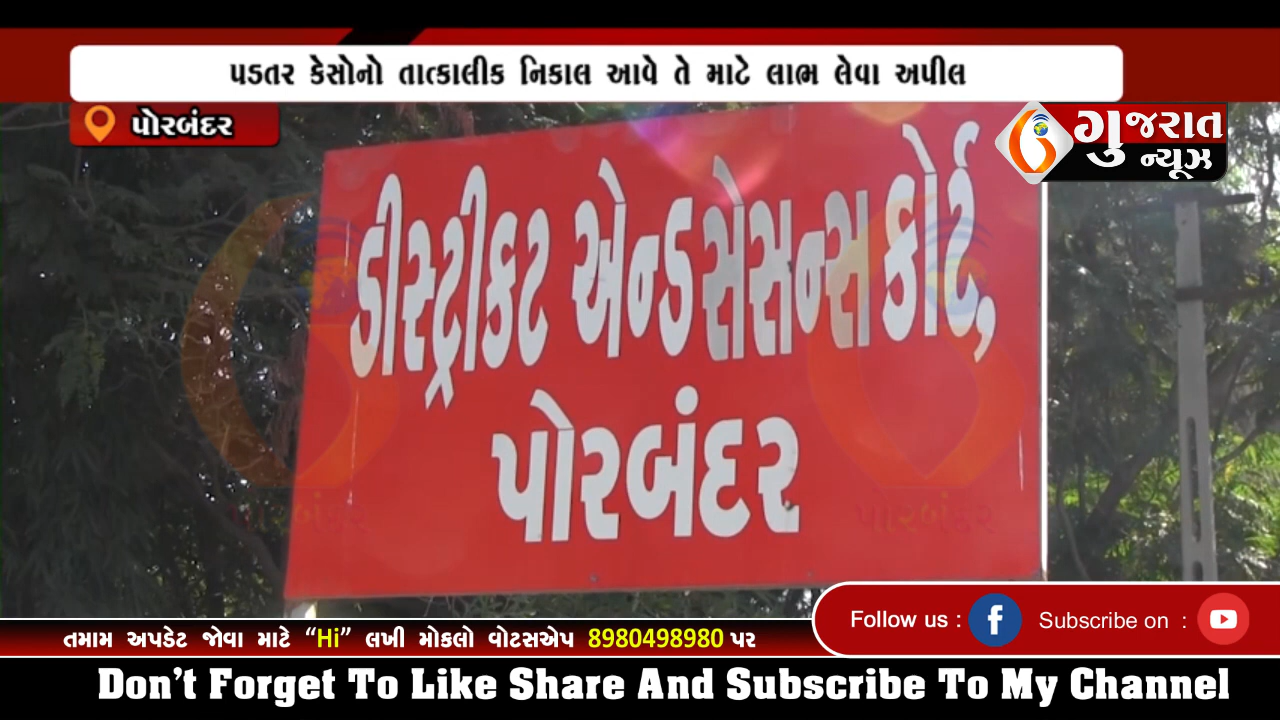 પડતર કેસોનો તાત્કાલીક નિકાલ આવે તે માટે લાભ લેવા અપીલ
પોરબંદર
ગુજરાત
ન્યૂઝ
ડીસ્ટ્રીકટ એન્ડ સેસન્સ કોર્ટ,
પોરબંદર
Follow us :
Subscribe on :
તમામ અપડેટ જોવા માટે “Hi” લખી મોકલો વોટસએપ 8980498980 પર
Don’t Forget To Like Share And Subscribe To My Channel